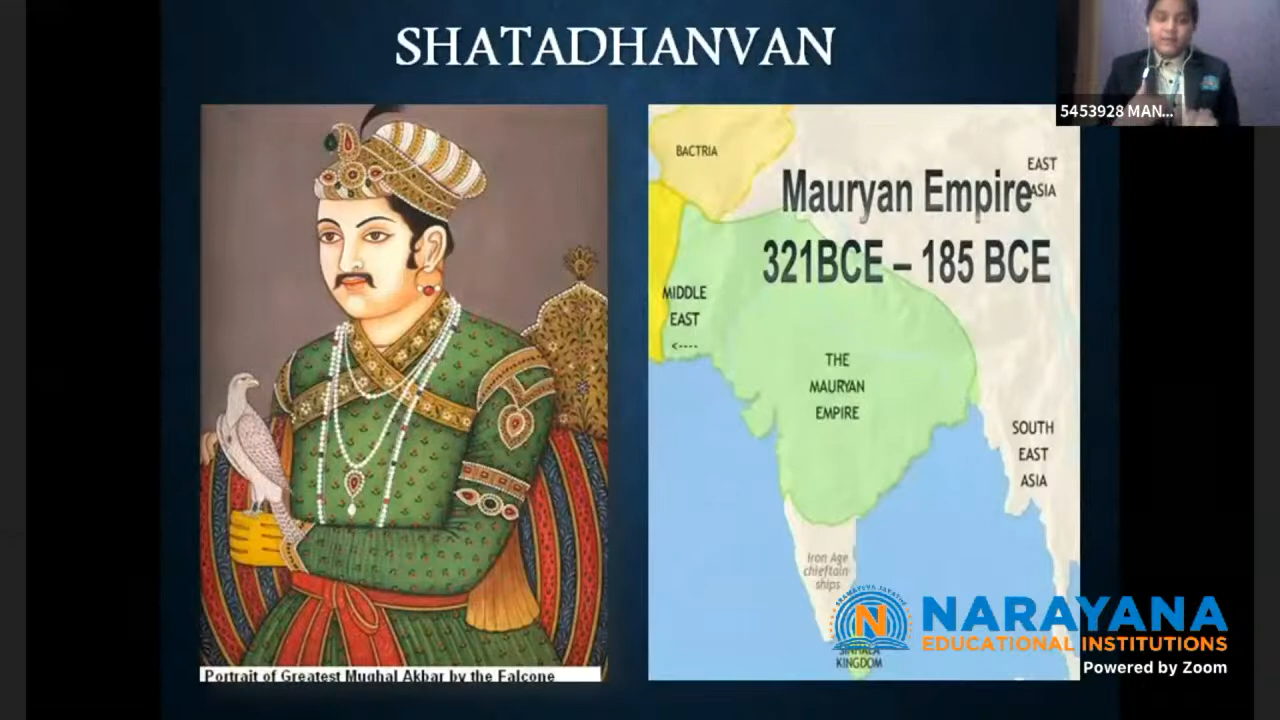 SHATADHANVAN
5453928 MAN...
Portrait of Greatest Mughal Akbar by the Falcone
BACTRIA
EAST
ASIA
Mauryan Empire
321BCE – 185 BCE
MIDDLE
EAST
<----
THE
MAURYAN
EMPIRE
SOUTH
EAST
ASIA
Iron Age
chieftain
ships
KINGDOM
N
NARAYANA
EDUCATIONAL INSTITUTIONS
Powered by Zoom